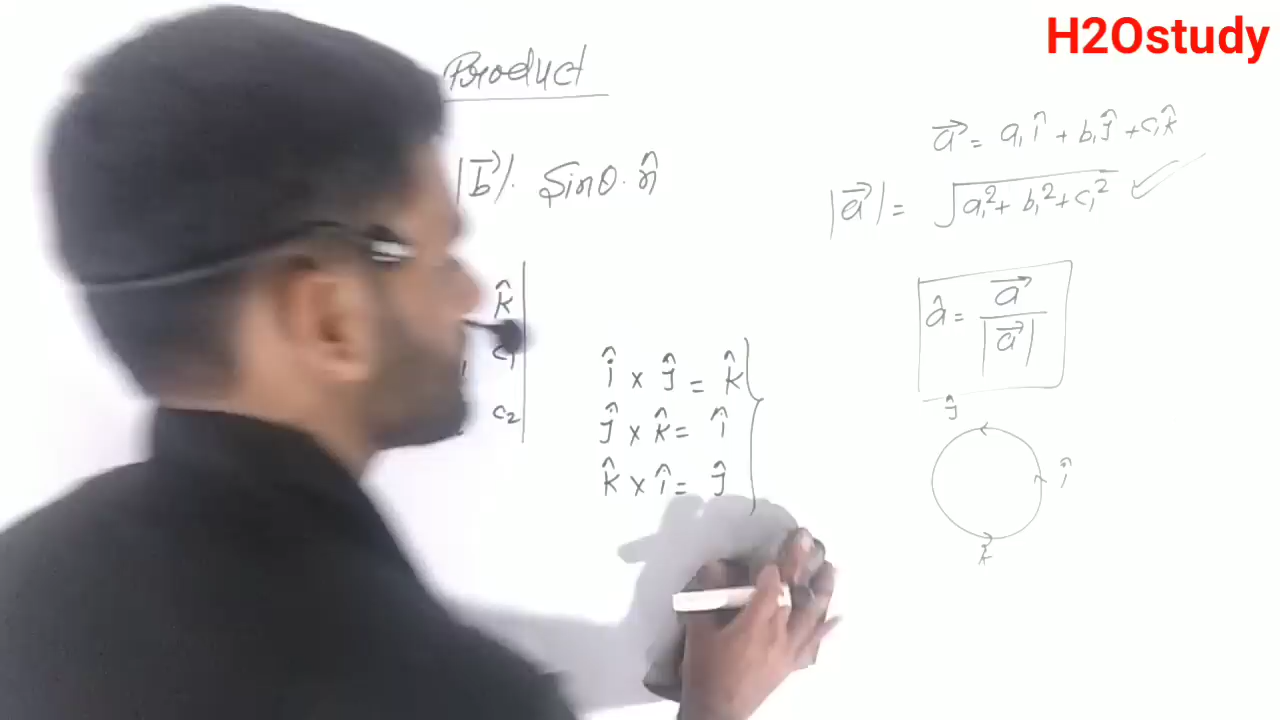 H2Ostudy
Product
|b⃗|. Sinθ. n̂
k̂
c₁
c₂
î × ĵ = k̂
ĵ × k̂ = î
k̂ × î = ĵ
a⃗ = a₁î + b₁ĵ + c₁k̂
|a⃗| = √a₁² + b₁² + c₁² ✓
â = a⃗ / |a⃗|
ĵ
î
k̂